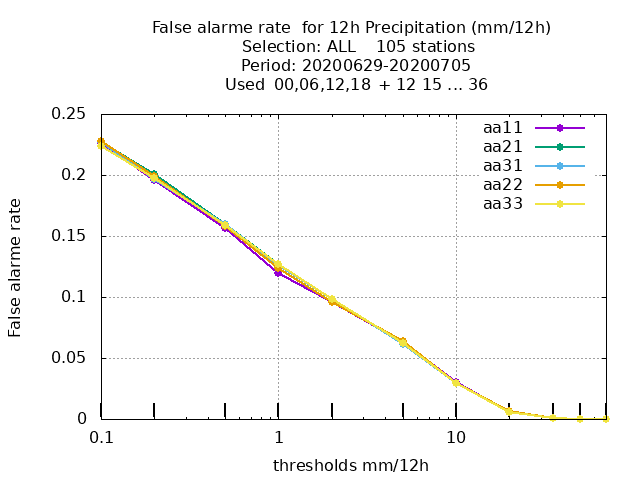 False alarme rate  for 12h Precipitation (mm/12h)
Selection: ALL    105 stations
Period: 20200629-20200705
Used  00,06,12,18  + 12 15 ... 36
0.25
0.2
0.15
0.1
0.05
0
False alarme rate
aa11
aa21
aa31
aa22
aa33
0.1 1 10
thresholds mm/12h